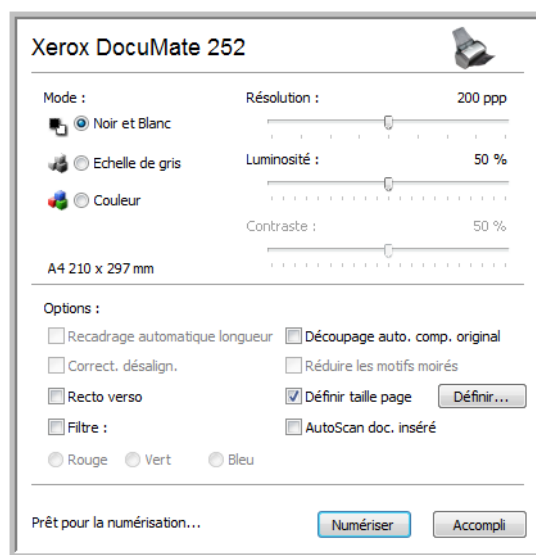 Xerox DocuMate 252
Mode :
Résolution :
200 ppp
Noir et Blanc
Echelle de gris
Luminosité :
50 %
Couleur
Contraste :
50 %
A4 210 x 297 mm
Options :
Recadrage automatique longueur
Découpage auto. comp. original
Correct. désalign.
Réduire les motifs moirés
Recto verso
Définir taille page
Définir...
Filtre :
AutoScan doc. inséré
Rouge
Vert
Bleu
Prêt pour la numérisation...
Numériser
Accompli